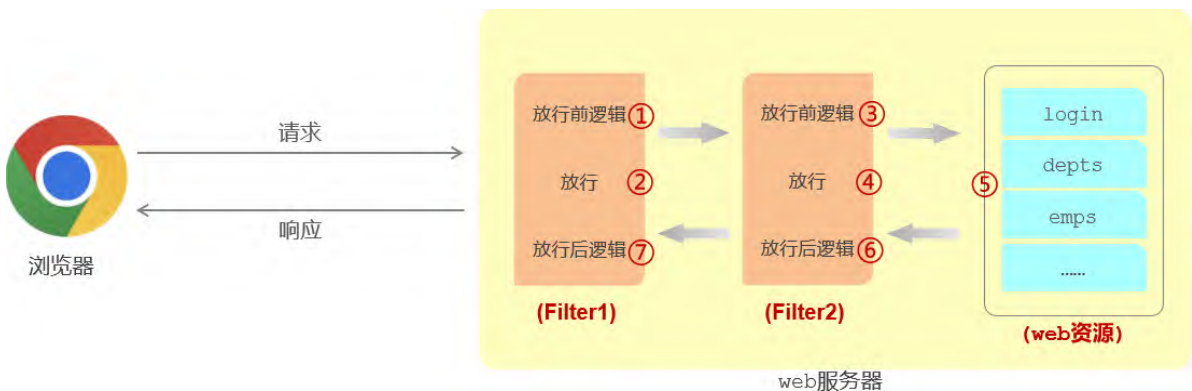 请求
响应
浏览器
放行前逻辑①
放行 ②
放行后逻辑⑦
(Filter1)
放行前逻辑③
放行 ④
放行后逻辑⑥
(Filter2)
⑤
login
depts
emps
……
(web资源)
web服务器